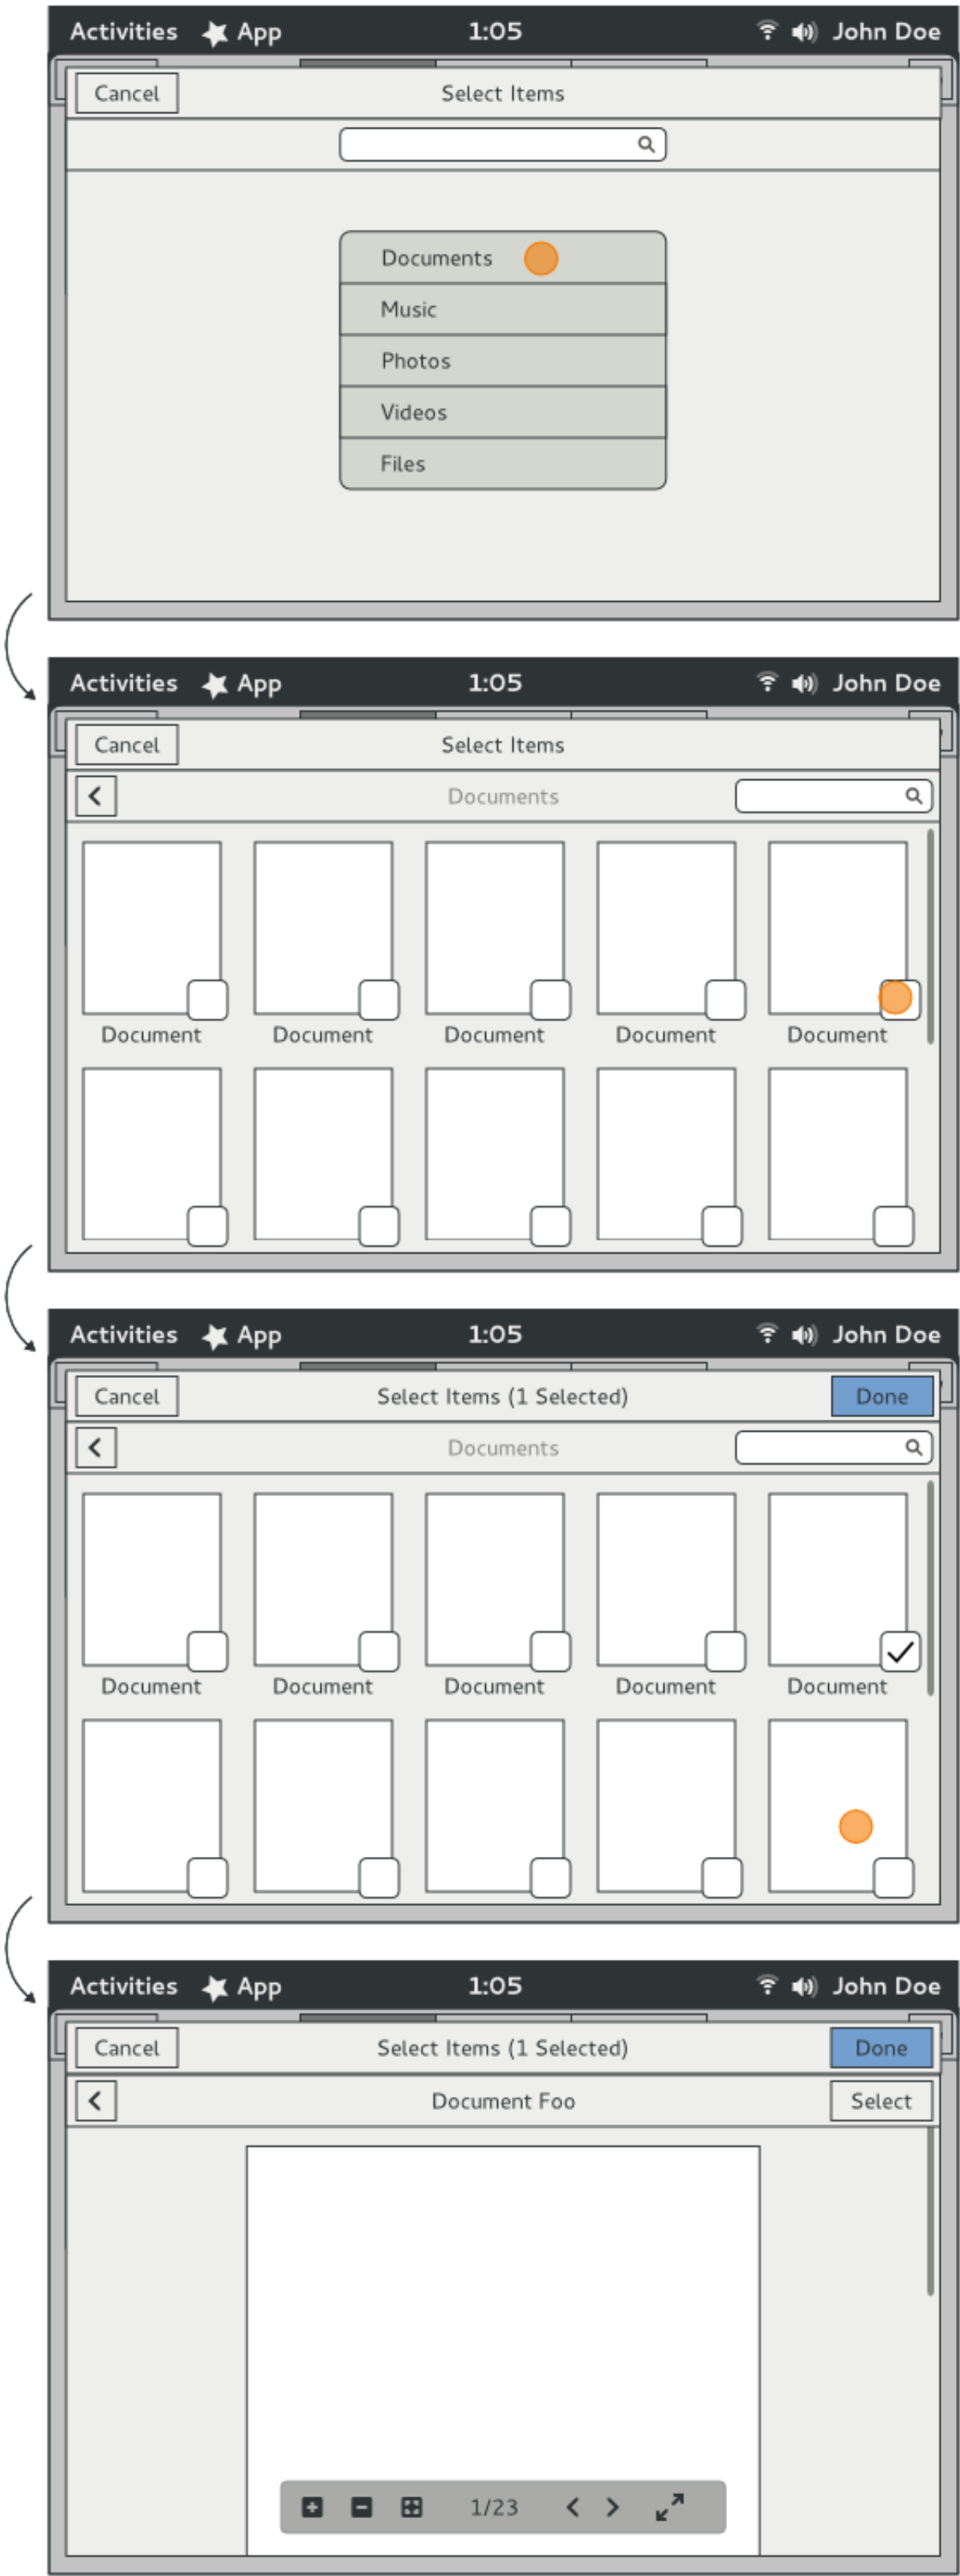 Activities App 1:05 John Doe
Cancel Select Items
Documents
Music
Photos
Videos
Files
Activities App 1:05 John Doe
Cancel Select Items
Documents
Document Document Document Document Document
Activities App 1:05 John Doe
Cancel Select Items (1 Selected) Done
Documents
Document Document Document Document Document
Activities App 1:05 John Doe
Cancel Select Items (1 Selected) Done
Document Foo Select
1/23